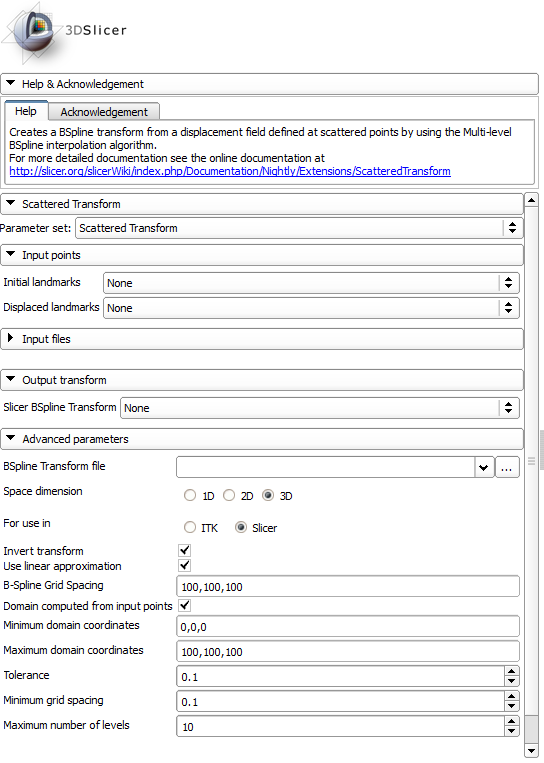 3DSlicer
Help & Acknowledgement
Help Acknowledgement
Creates a BSpline transform from a displacement field defined at scattered points by using the Multi-level
BSpline interpolation algorithm.
For more detailed documentation see the online documentation at
http://slicer.org/slicerWiki/index.php/Documentation/Nightly/Extensions/ScatteredTransform
Scattered Transform
Parameter set: Scattered Transform
Input points
Initial landmarks None
Displaced landmarks None
Input files
Output transform
Slicer BSpline Transform None
Advanced parameters
BSpline Transform file ...
Space dimension 1D 2D 3D
For use in ITK Slicer
Invert transform
Use linear approximation
B-Spline Grid Spacing 100,100,100
Domain computed from input points
Minimum domain coordinates 0,0,0
Maximum domain coordinates 100,100,100
Tolerance 0.1
Minimum grid spacing 0.1
Maximum number of levels 10